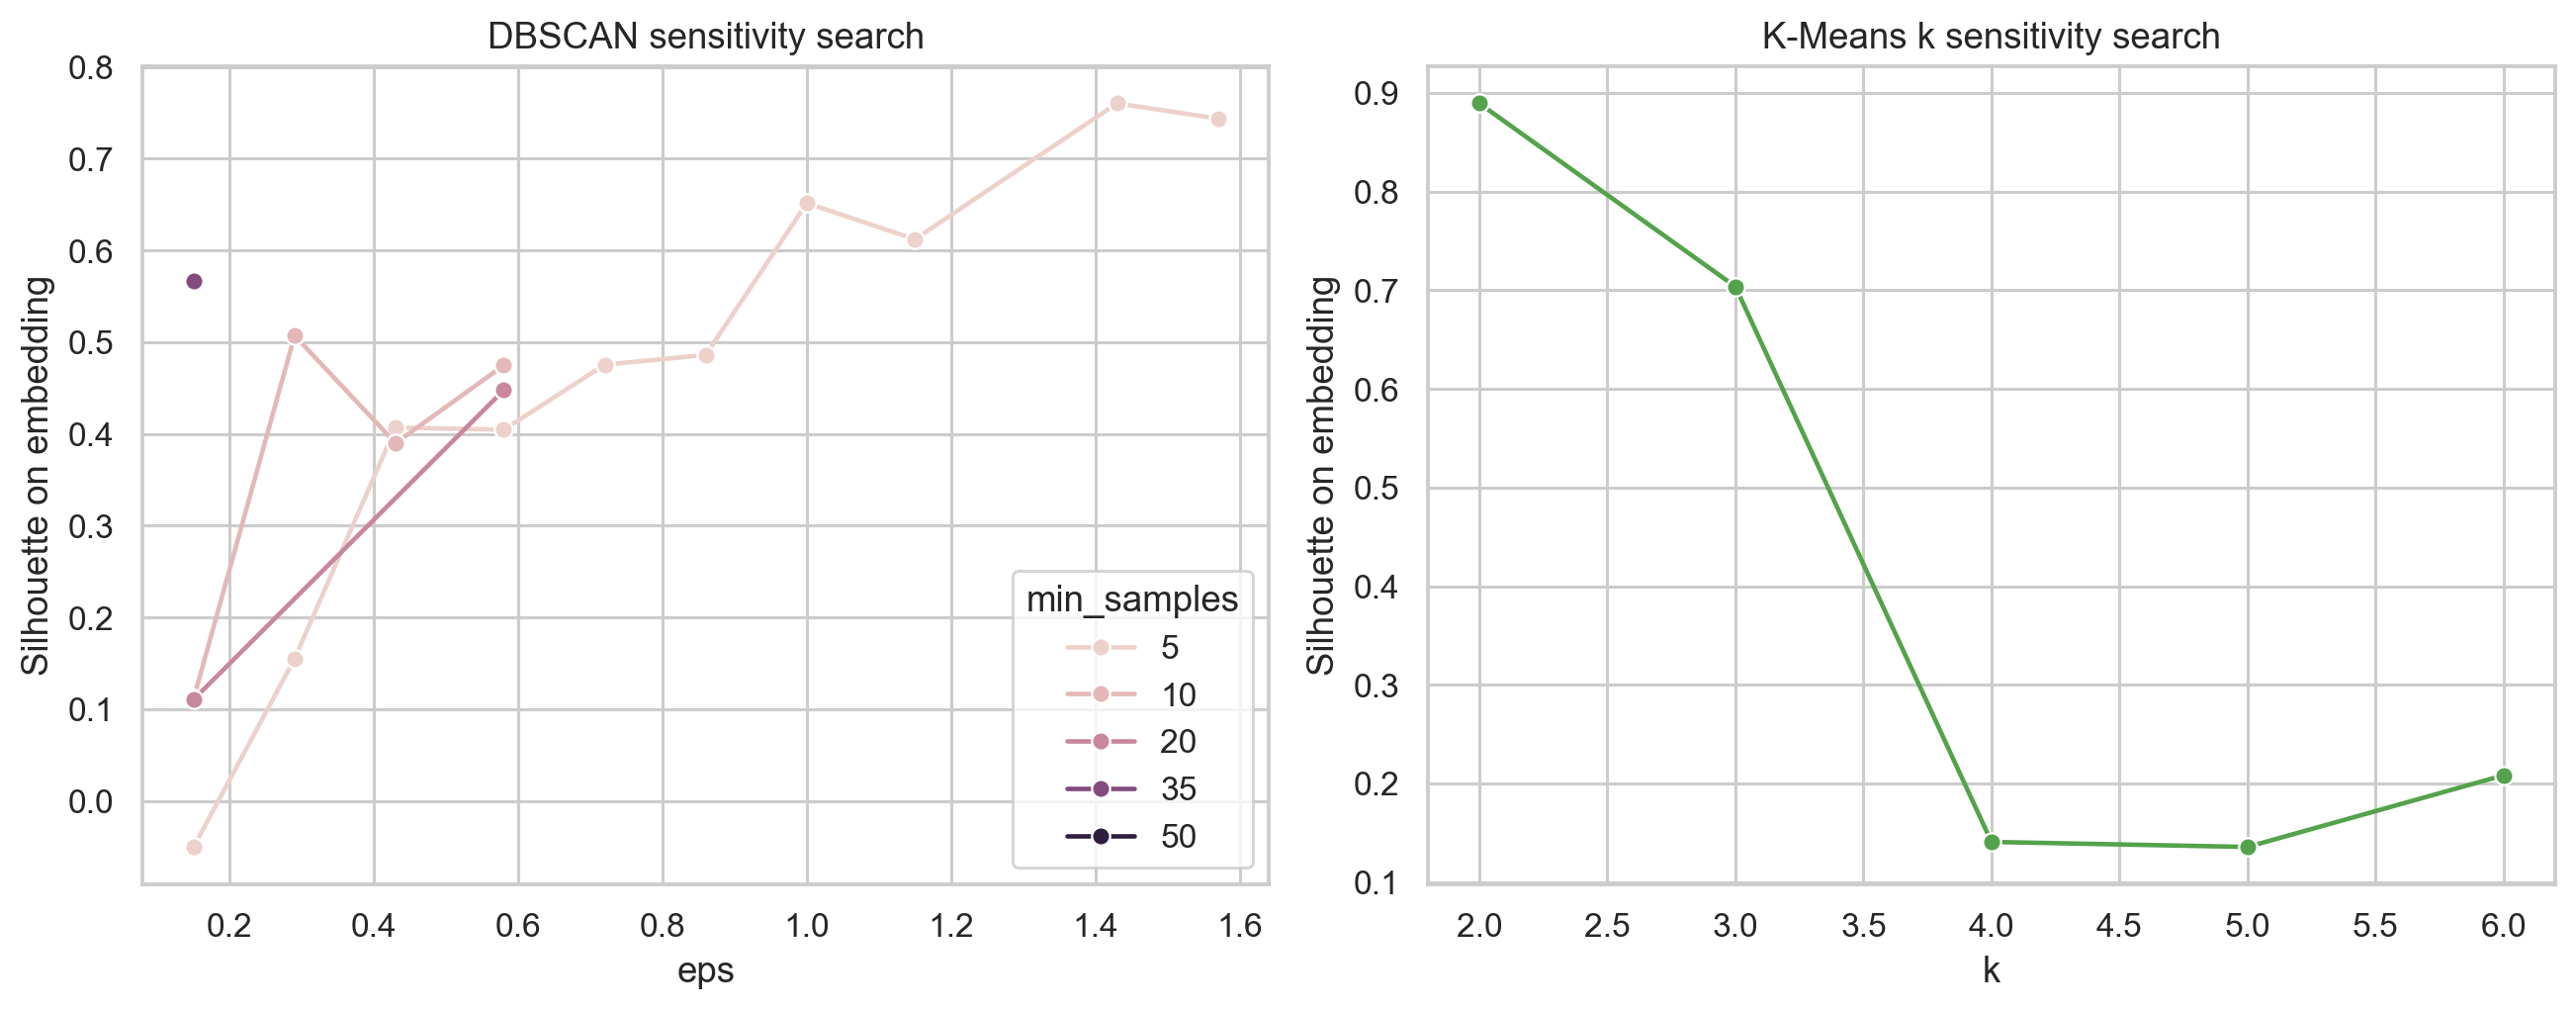 DBSCAN sensitivity search
0.8
0.7
0.6
0.5
0.4
0.3
0.2
0.1
0.0
Silhouette on embedding
min_samples
5
10
20
35
50
0.2 0.4 0.6 0.8 1.0 1.2 1.4 1.6
eps
K-Means k sensitivity search
0.9
0.8
0.7
0.6
0.5
0.4
0.3
0.2
0.1
Silhouette on embedding
2.0 2.5 3.0 3.5 4.0 4.5 5.0 5.5 6.0
k